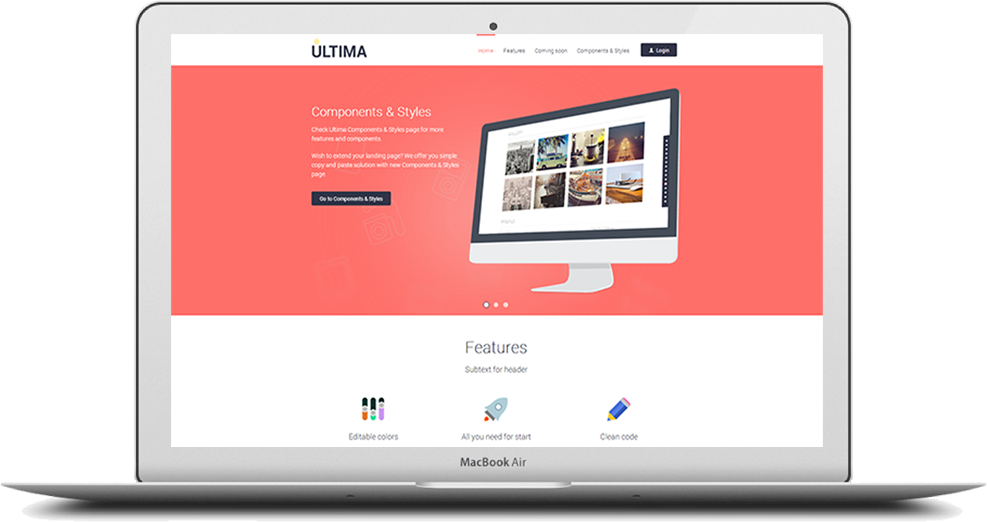 ULTIMA
Home Features Coming soon Components & Styles Login
Components & Styles
Check Ultima Components & Styles page for more
features and components.
Wish to extend your landing page? We offer you simple
copy and paste solution with new Components & Styles
page
Go to Components & Styles
Features
Subtext for header
Editable colors All you need for start Clean code
MacBook Air